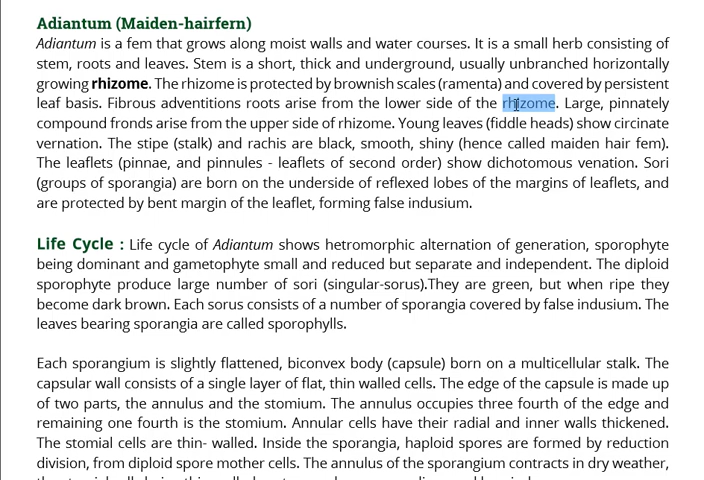 Adiantum (Maiden-hairfern)
Adiantum is a fem that grows along moist walls and water courses. It is a small herb consisting of
stem, roots and leaves. Stem is a short, thick and underground, usually unbranched horizontally
growing rhizome. The rhizome is protected by brownish scales (ramenta) and covered by persistent
leaf basis. Fibrous adventitions roots arise from the lower side of the rhizome. Large, pinnately
compound fronds arise from the upper side of rhizome. Young leaves (fiddle heads) show circinate
vernation. The stipe (stalk) and rachis are black, smooth, shiny (hence called maiden hair fem).
The leaflets (pinnae, and pinnules - leaflets of second order) show dichotomous venation. Sori
(groups of sporangia) are born on the underside of reflexed lobes of the margins of leaflets, and
are protected by bent margin of the leaflet, forming false indusium.
Life Cycle : Life cycle of Adiantum shows hetromorphic alternation of generation, sporophyte
being dominant and gametophyte small and reduced but separate and independent. The diploid
sporophyte produce large number of sori (singular-sorus).They are green, but when ripe they
become dark brown. Each sorus consists of a number of sporangia covered by false indusium. The
leaves bearing sporangia are called sporophylls.
Each sporangium is slightly flattened, biconvex body (capsule) born on a multicellular stalk. The
capsular wall consists of a single layer of flat, thin walled cells. The edge of the capsule is made up
of two parts, the annulus and the stomium. The annulus occupies three fourth of the edge and
remaining one fourth is the stomium. Annular cells have their radial and inner walls thickened.
The stomial cells are thin- walled. Inside the sporangia, haploid spores are formed by reduction
division, from diploid spore mother cells. The annulus of the sporangium contracts in dry weather,